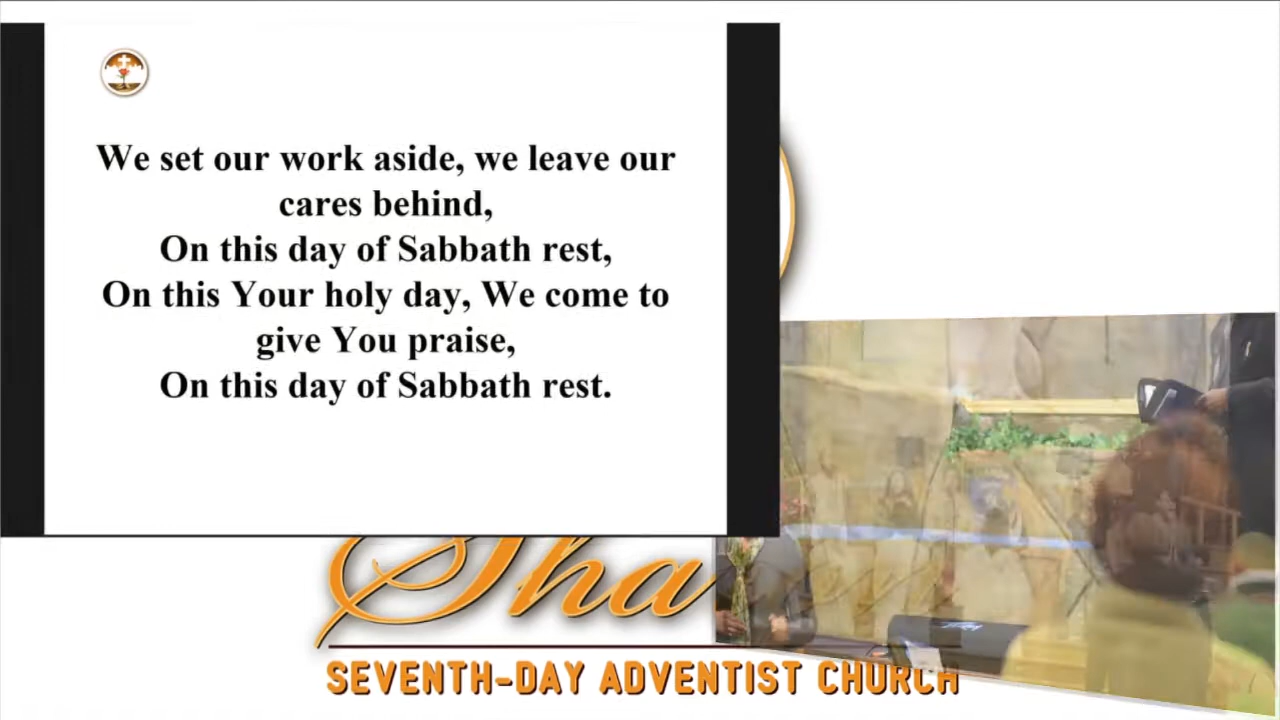 We set our work aside, we leave our
cares behind,
On this day of Sabbath rest,
On this Your holy day, We come to
give You praise,
On this day of Sabbath rest.
SEVENTH-DAY ADVENTIST CHURCH